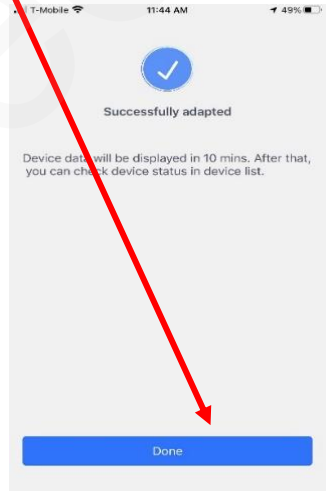 T-Mobile 11:44 AM 49%
Successfully adapted
Device data will be displayed in 10 mins. After that,
you can check device status in device list.
Done